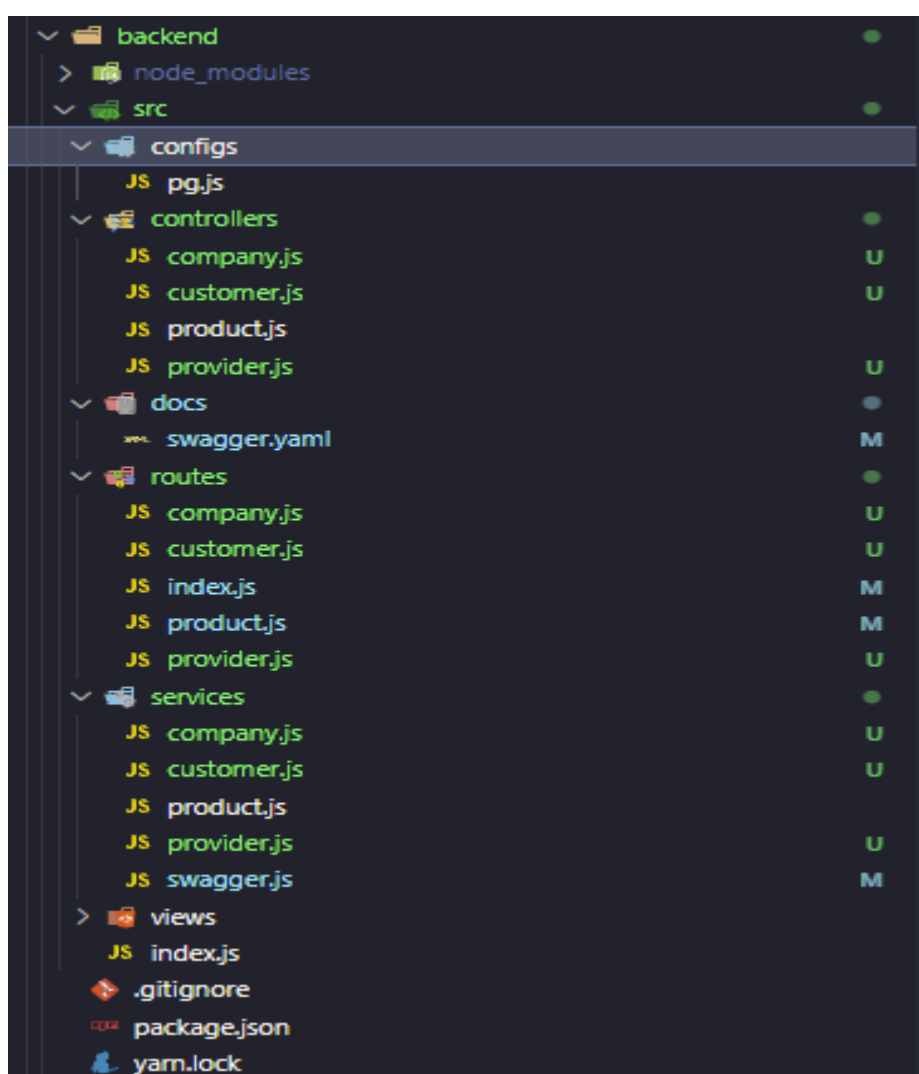 backend
node_modules
src
configs
JS pg.js
controllers
JS company.js U
JS customer.js U
JS product.js
JS provider.js U
docs
swagger.yaml M
routes
JS company.js U
JS customer.js U
JS index.js M
JS product.js M
JS provider.js U
services
JS company.js U
JS customer.js U
JS product.js
JS provider.js U
JS swagger.js M
views
JS index.js
.gitignore
package.json
yarn.lock